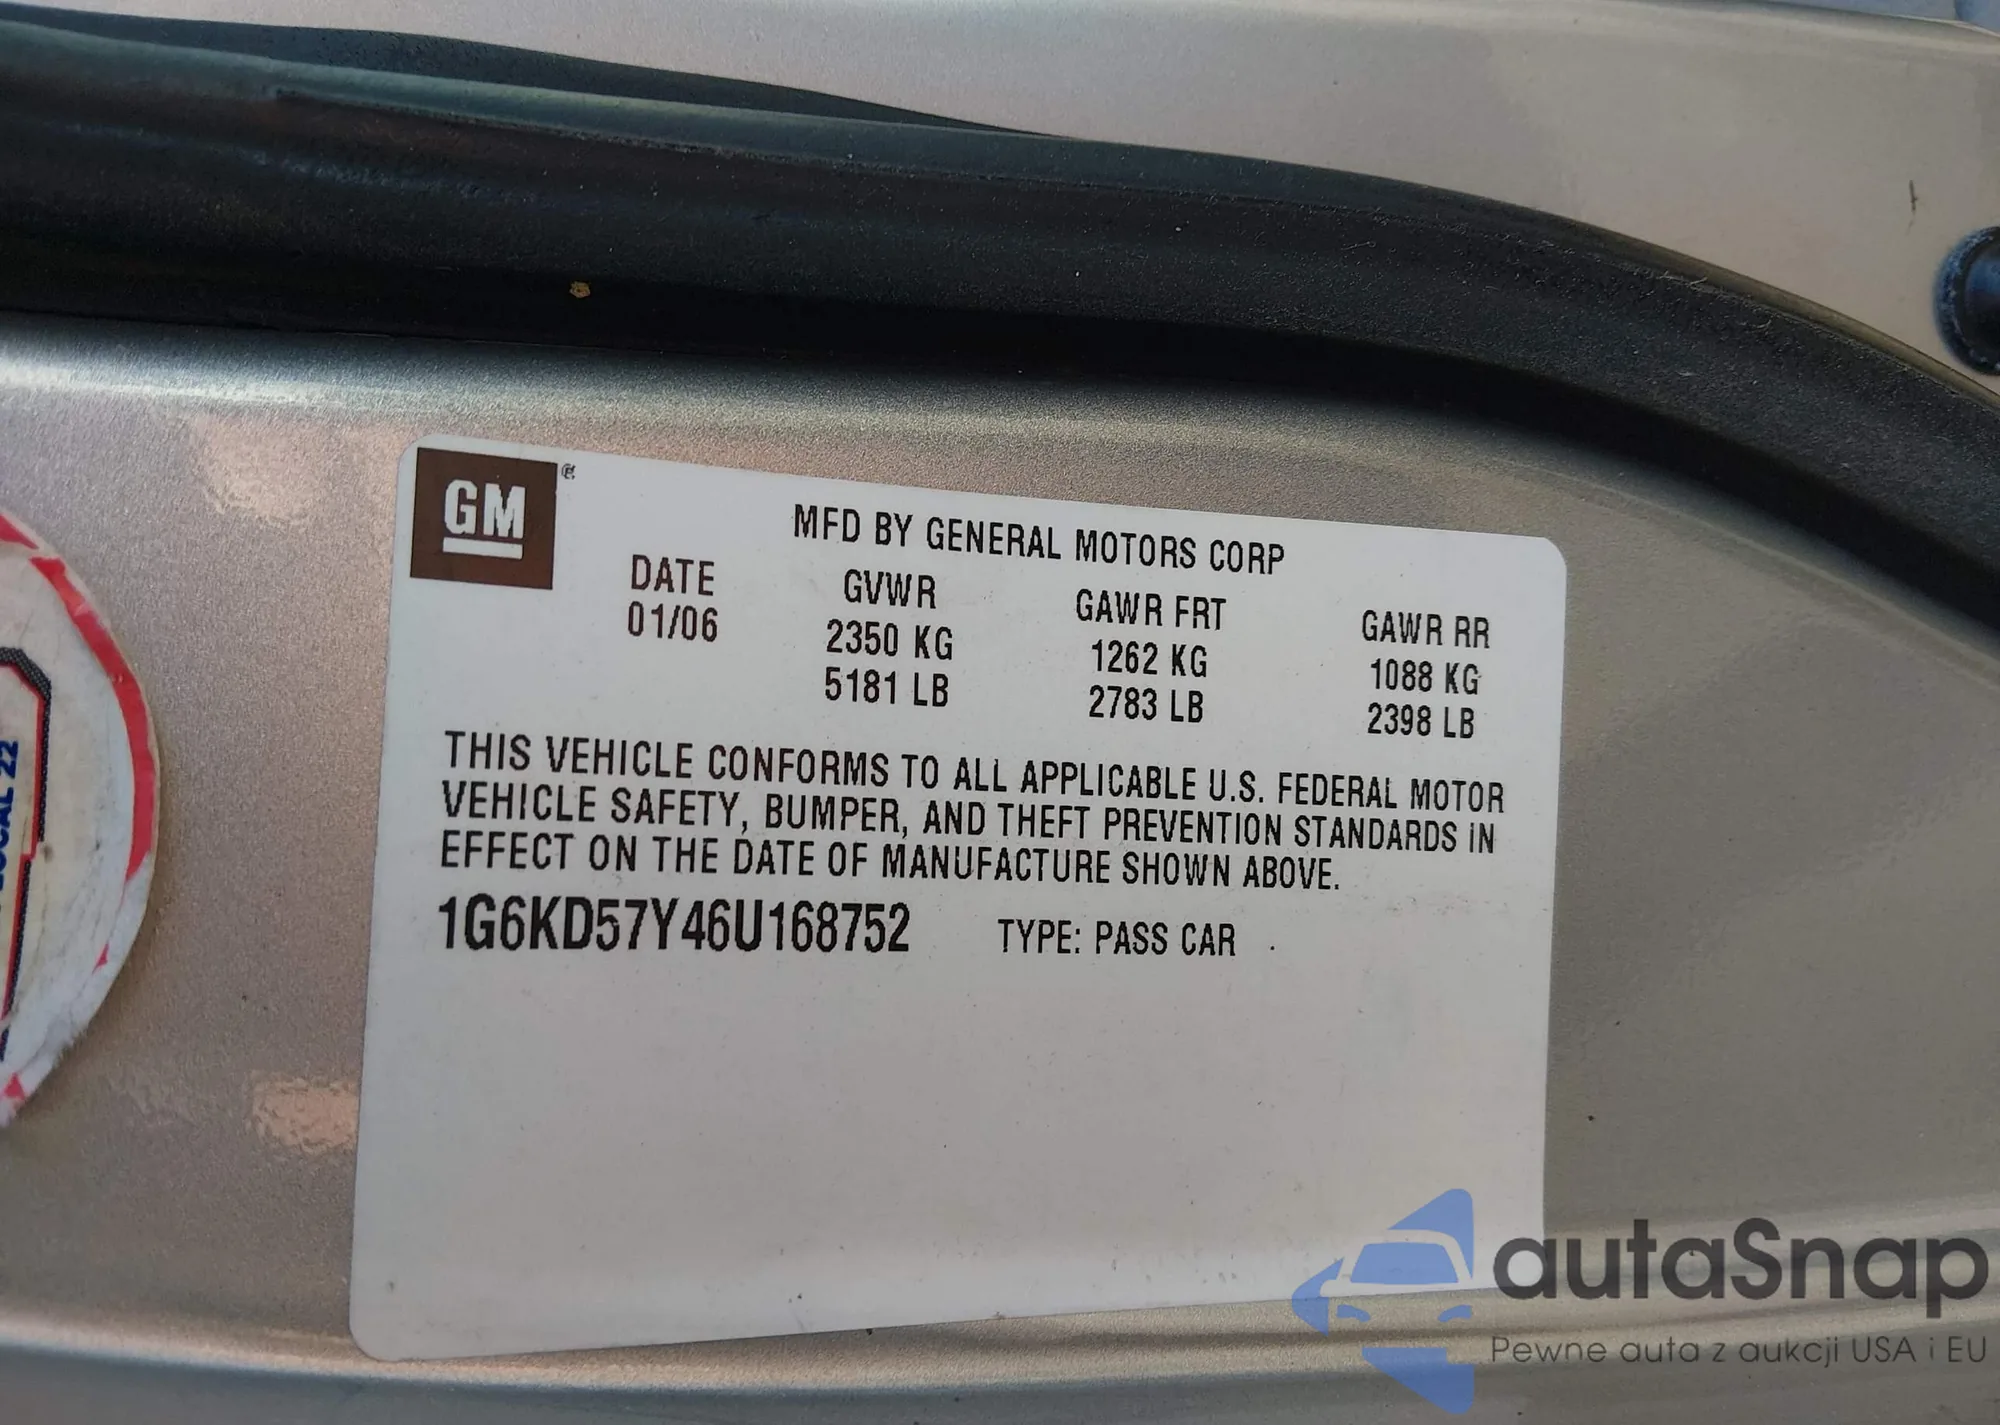 GM
MFD BY GENERAL MOTORS CORP
DATE GVWR GAWR FRT GAWR RR
01/06 2350 KG 1262 KG 1088 KG
5181 LB 2783 LB 2398 LB
THIS VEHICLE CONFORMS TO ALL APPLICABLE U.S. FEDERAL MOTOR
VEHICLE SAFETY, BUMPER, AND THEFT PREVENTION STANDARDS IN
EFFECT ON THE DATE OF MANUFACTURE SHOWN ABOVE.
1G6KD57Y46U168752 TYPE: PASS CAR
LOCAL 22
autaSnap
Pewne auta z aukcji USA i EU